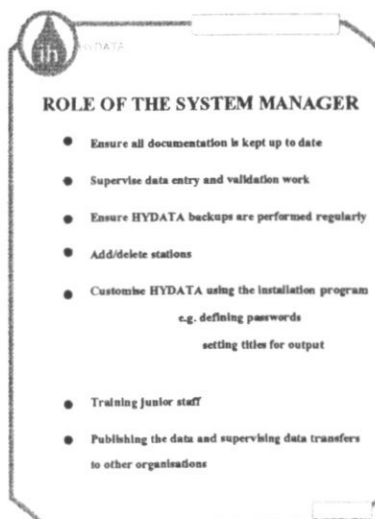 ih
HYDATA
ROLE OF THE SYSTEM MANAGER
● Ensure all documentation is kept up to date
● Supervise data entry and validation work
● Ensure HYDATA backups are performed regularly
● Add/delete stations
● Customise HYDATA using the installation program
e.g. defining passwords
setting titles for output
● Training junior staff
● Publishing the data and supervising data transfers
to other organisations